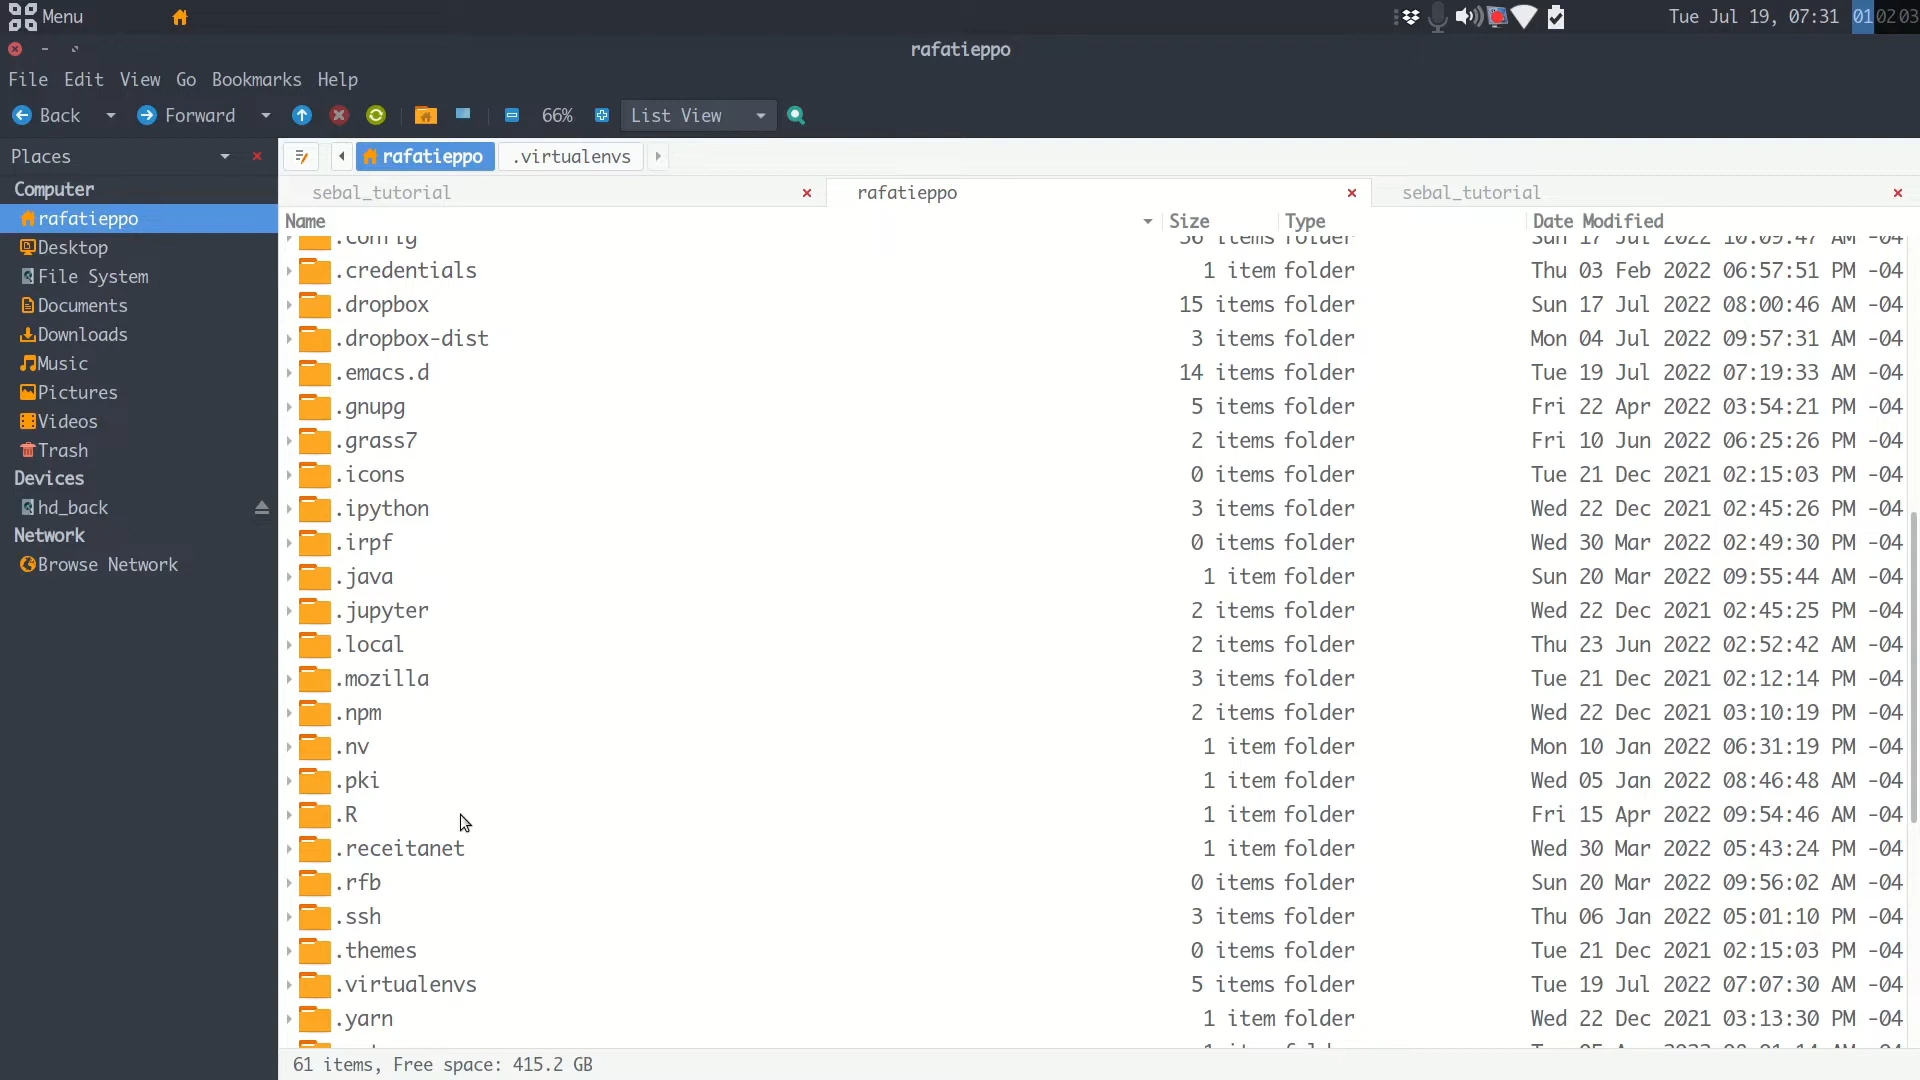 Menu
Tue Jul 19, 07:31 01 02 03
rafatieppo
File Edit View Go Bookmarks Help
Back Forward 66% List View
Places
Computer
rafatieppo
Desktop
File System
Documents
Downloads
Music
Pictures
Videos
Trash
Devices
hd_back
Network
Browse Network
rafatieppo .virtualenvs
sebal_tutorial rafatieppo sebal_tutorial
Name Size Type Date Modified
.config 36 items folder Sun 17 Jul 2022 10:09:47 AM -04
.credentials 1 item folder Thu 03 Feb 2022 06:57:51 PM -04
.dropbox 15 items folder Sun 17 Jul 2022 08:00:46 AM -04
.dropbox-dist 3 items folder Mon 04 Jul 2022 09:57:31 AM -04
.emacs.d 14 items folder Tue 19 Jul 2022 07:19:33 AM -04
.gnupg 5 items folder Fri 22 Apr 2022 03:54:21 PM -04
.grass7 2 items folder Fri 10 Jun 2022 06:25:26 PM -04
.icons 0 items folder Tue 21 Dec 2021 02:15:03 PM -04
.ipython 3 items folder Wed 22 Dec 2021 02:45:26 PM -04
.irpf 0 items folder Wed 30 Mar 2022 02:49:30 PM -04
.java 1 item folder Sun 20 Mar 2022 09:55:44 AM -04
.jupyter 2 items folder Wed 22 Dec 2021 02:45:25 PM -04
.local 2 items folder Thu 23 Jun 2022 02:52:42 PM -04
.mozilla 3 items folder Tue 21 Dec 2021 02:12:14 PM -04
.npm 2 items folder Wed 22 Dec 2021 03:10:19 PM -04
.nv 1 item folder Mon 10 Jan 2022 06:31:19 PM -04
.pki 1 item folder Wed 05 Jan 2022 08:46:48 AM -04
.R 1 item folder Fri 15 Apr 2022 09:54:46 AM -04
.receitanet 1 item folder Wed 30 Mar 2022 05:43:24 PM -04
.rfb 0 items folder Sun 20 Mar 2022 09:56:02 AM -04
.ssh 3 items folder Thu 06 Jan 2022 05:01:10 PM -04
.themes 0 items folder Tue 21 Dec 2021 02:15:03 PM -04
.virtualenvs 5 items folder Tue 19 Jul 2022 07:07:30 AM -04
.yarn 1 item folder Wed 22 Dec 2021 03:13:30 PM -04
61 items, Free space: 415.2 GB